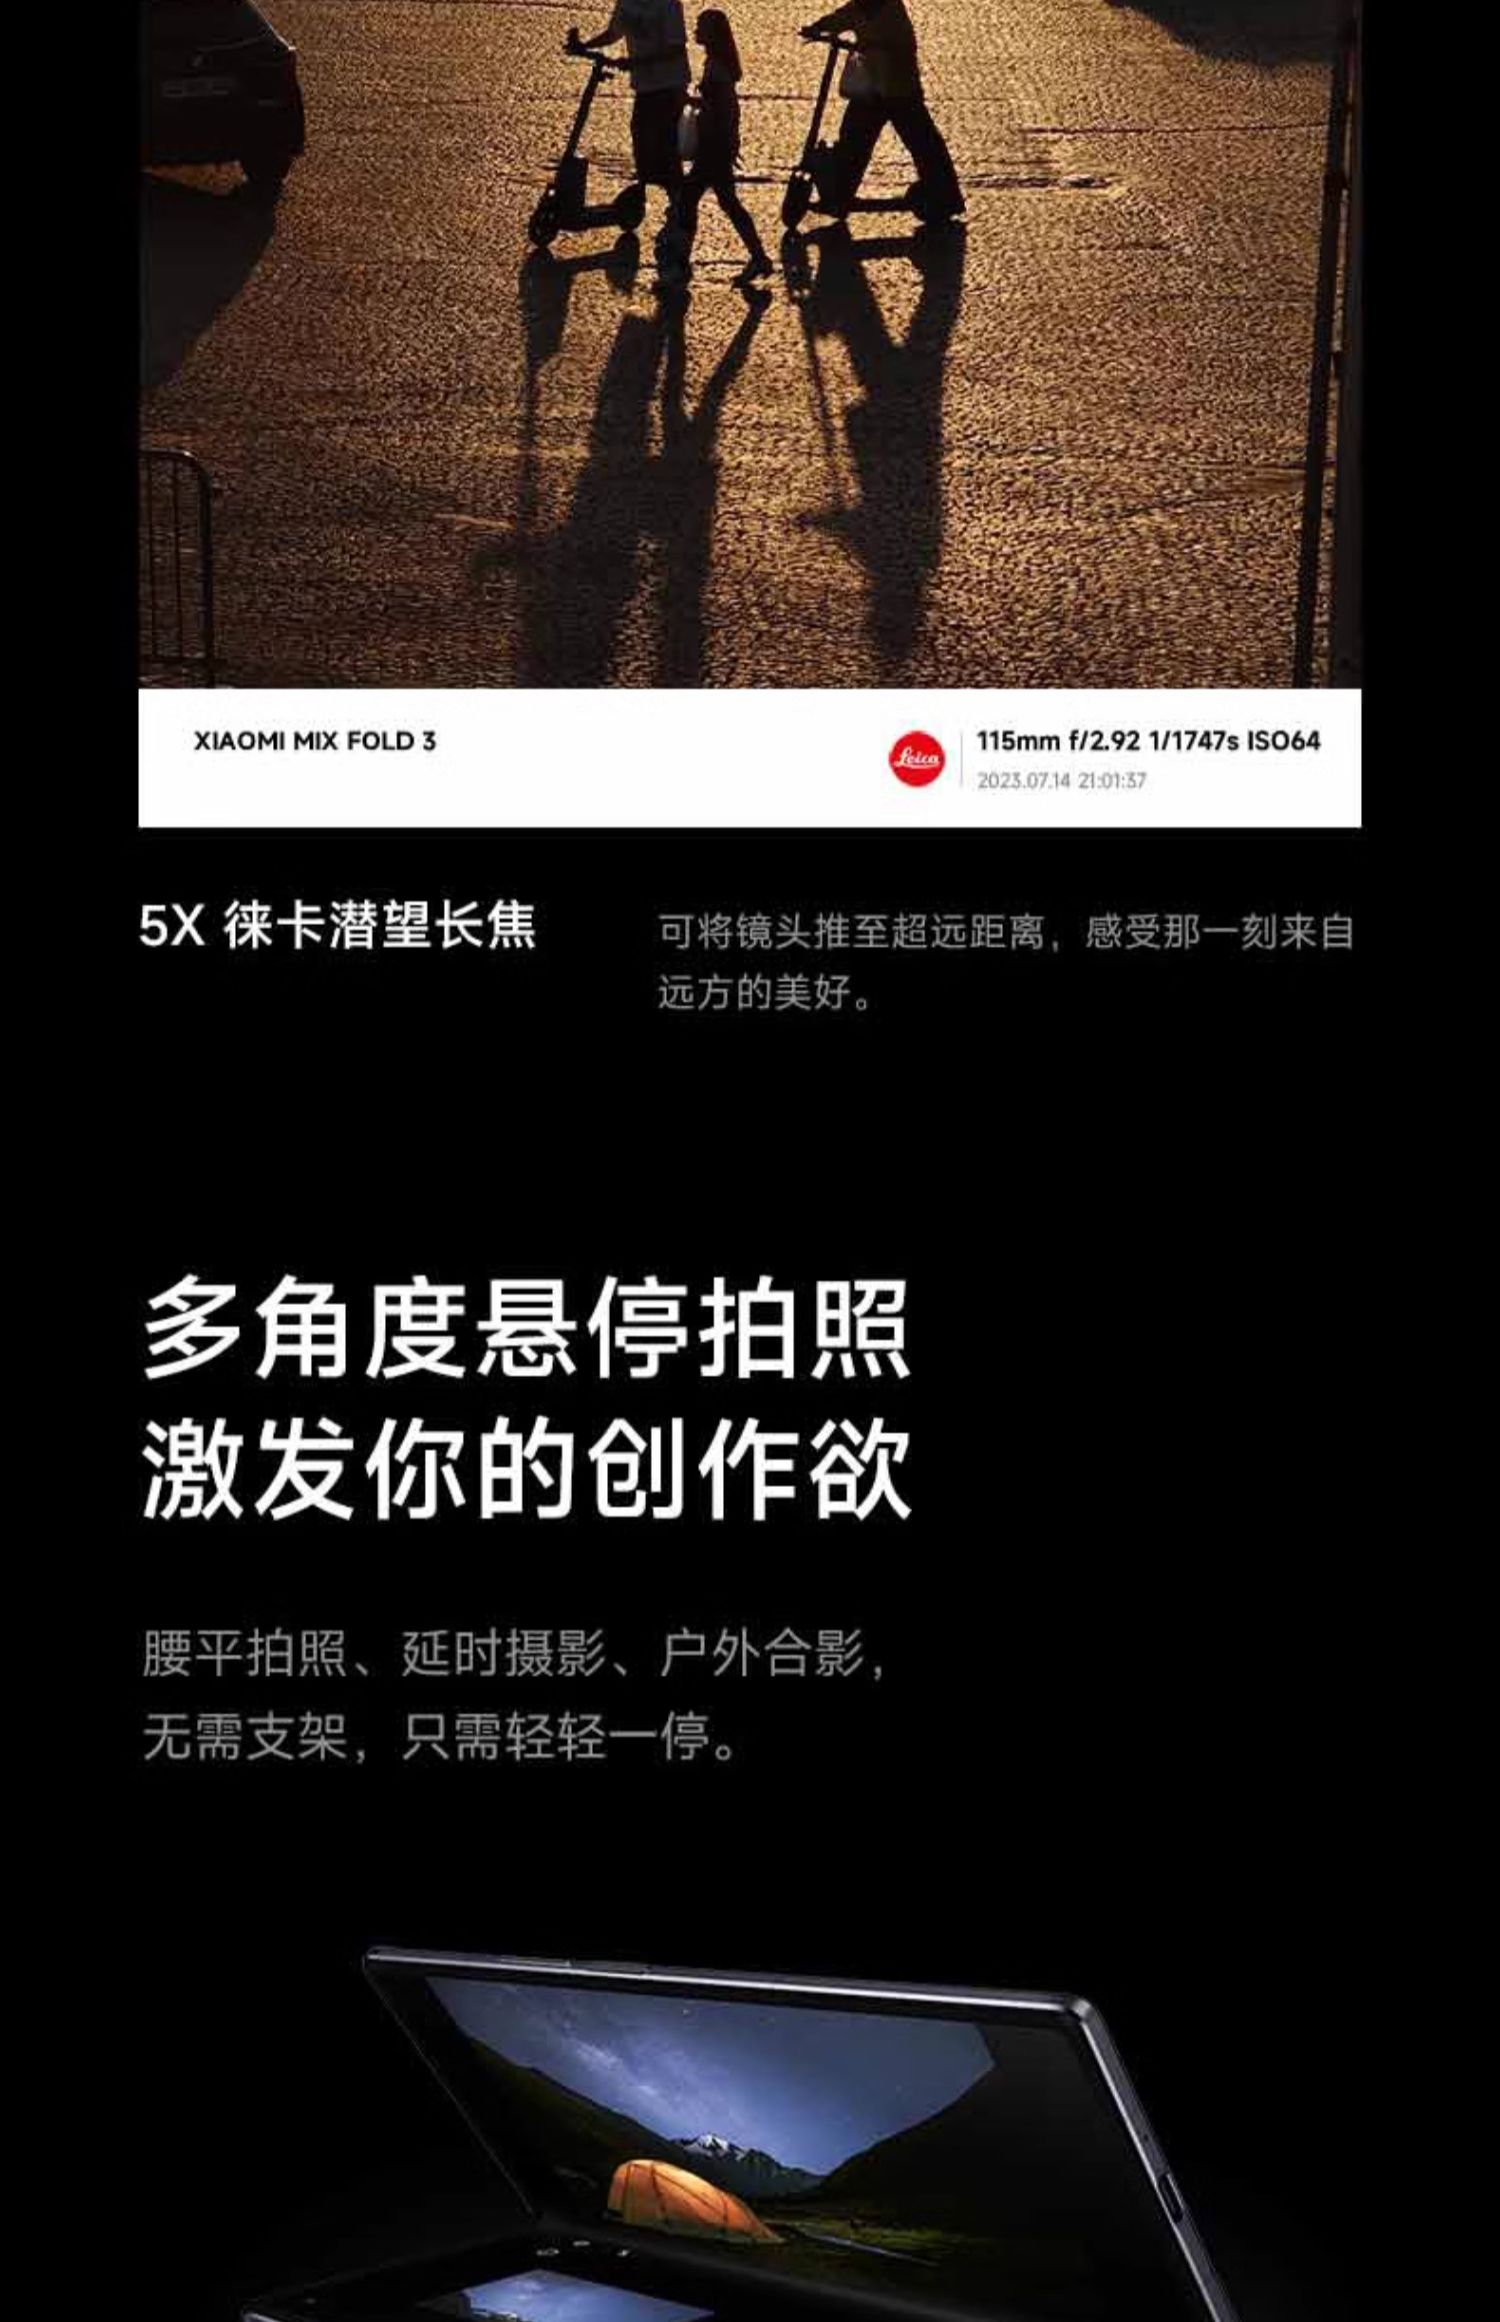 XIAOMI MIX FOLD 3
Leica
115mm f/2.92 1/1747s ISO64
2023.07.14 21:01:37
5X 徕卡潜望长焦
可将镜头推至超远距离，感受那一刻来自
远方的美好。
多角度悬停拍照
激发你的创作欲
腰平拍照、延时摄影、户外合影，
无需支架，只需轻轻一停。